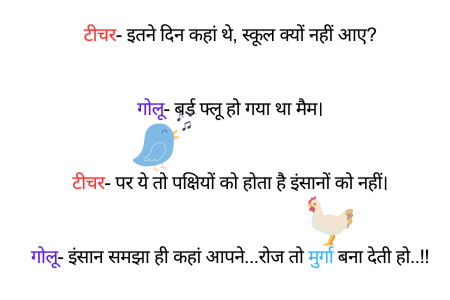 टीचर- इतने दिन कहां थे, स्कूल क्यों नहीं आए?
गोलू- बर्ड फ्लू हो गया था मैम।
टीचर- पर ये तो पक्षियों को होता है इंसानों को नहीं।
गोलू- इंसान समझा ही कहां आपने...रोज तो मुर्गा बना देती हो..!!